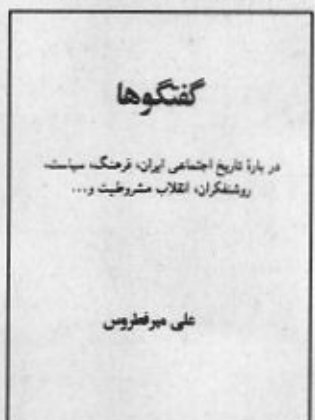 گفتگوها
در بارهٔ تاریخ اجتماعی ایران، فرهنگ، سیاست،
روشنفکران، انقلاب مشروطیت و...
علی میرفطروس